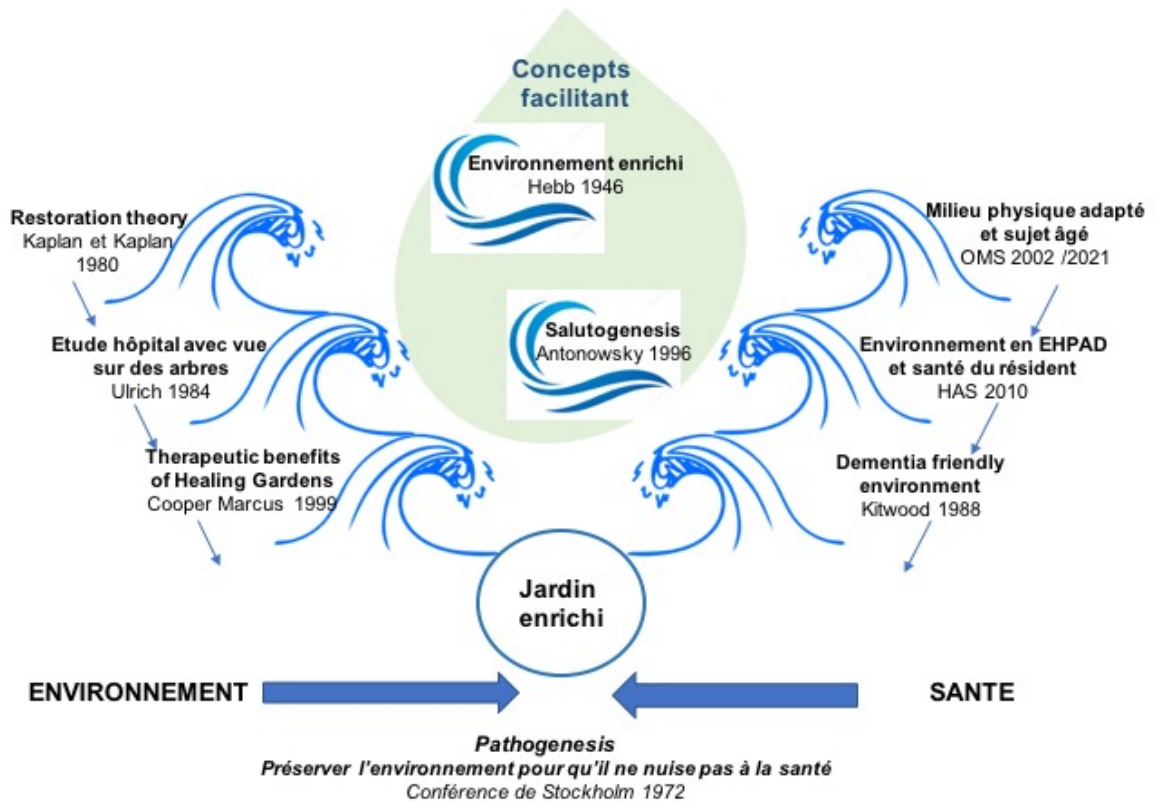 Concepts
facilitant
Environnement enrichi
Hebb 1946
Salutogenesis
Antonowsky 1996
Restoration theory
Kaplan et Kaplan
1980
Etude hôpital avec vue
sur des arbres
Ulrich 1984
Therapeutic benefits
of Healing Gardens
Cooper Marcus 1999
Milieu physique adapté
et sujet âgé
OMS 2002 /2021
Environnement en EHPAD
et santé du résident
HAS 2010
Dementia friendly
environment
Kitwood 1988
Jardin
enrichi
ENVIRONNEMENT
SANTE
Pathogenesis
Préserver l'environnement pour qu'il ne nuise pas à la santé
Conférence de Stockholm 1972